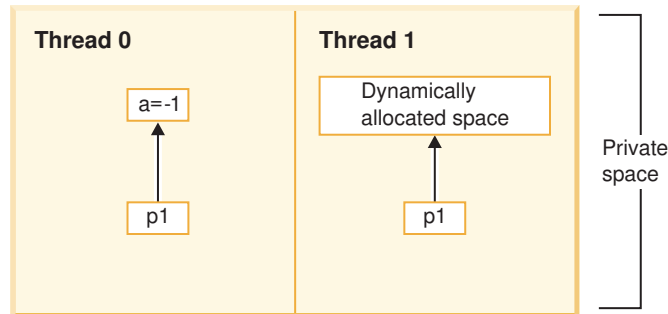 Thread 0
Thread 1
a=-1
Dynamically
allocated space
Private
space
p1
p1